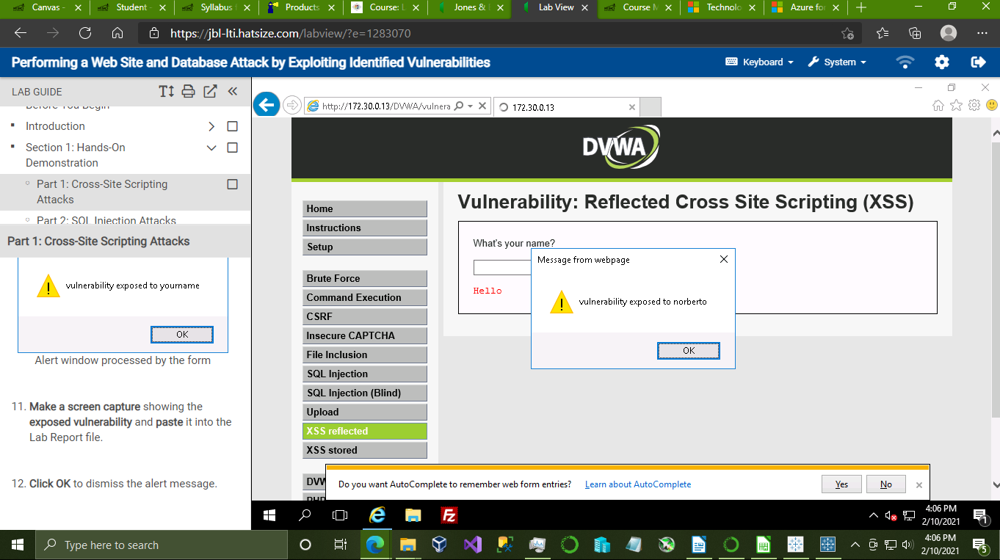 Canvas -
Student -
Syllabus
Products
Course: L
Jones &
Lab View
Course M
Technolo
Azure for
https://jbl-lti.hatsize.com/labview/?e=1283070
Performing a Web Site and Database Attack by Exploiting Identified Vulnerabilities
Keyboard
System
LAB GUIDE
Before You Begin
Introduction
Section 1: Hands-On
Demonstration
Part 1: Cross-Site Scripting
Attacks
Part 2: SQL Injection Attacks
Part 1: Cross-Site Scripting Attacks
vulnerability exposed to yourname
OK
Alert window processed by the form
11. Make a screen capture showing the
exposed vulnerability and paste it into the
Lab Report file.
12. Click OK to dismiss the alert message.
http://172.30.0.13/DVWA/vulnera
172.30.0.13
DVWA
Home
Instructions
Setup
Brute Force
Command Execution
CSRF
Insecure CAPTCHA
File Inclusion
SQL Injection
SQL Injection (Blind)
Upload
XSS reflected
XSS stored
Vulnerability: Reflected Cross Site Scripting (XSS)
What's your name?
Hello
Message from webpage
vulnerability exposed to norberto
OK
Do you want AutoComplete to remember web form entries? Learn about AutoComplete
Yes
No
4:06 PM
2/10/2021
1
Type here to search
4:06 PM
2/10/2021
5